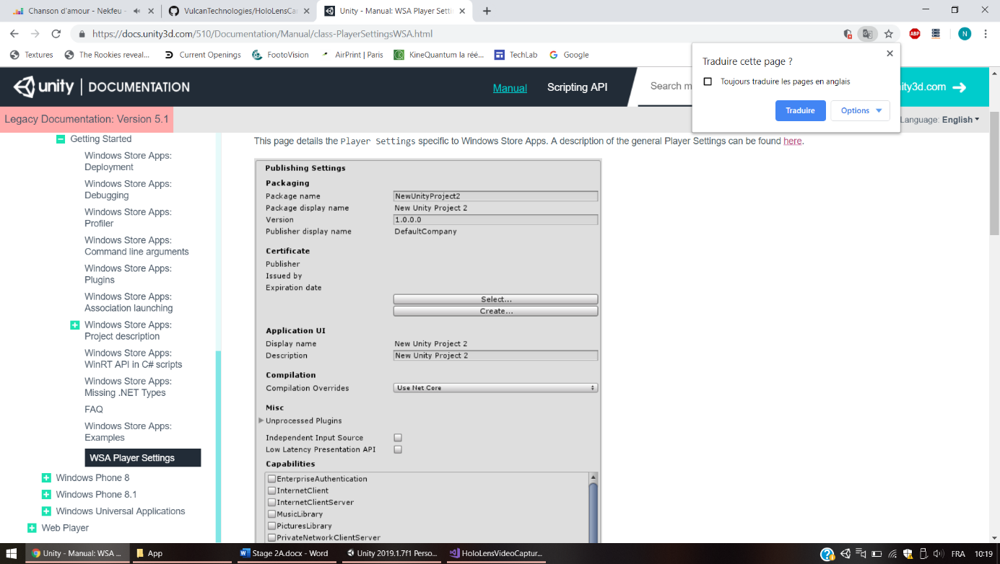 Chanson d'amour - Nekfeu -
VulcanTechnologies/HoloLensCa
Unity - Manual: WSA Player Setti
https://docs.unity3d.com/510/Documentation/Manual/class-PlayerSettingsWSA.html
ABP
N
Textures
The Rookies reveal...
Current Openings
FootoVision
AirPrint | Paris
KineQuantum la réé...
TechLab
Google
Traduire cette page ?
Toujours traduire les pages en anglais
Traduire
Options
unity | DOCUMENTATION
Manual
Scripting API
Search m
ity3d.com
Legacy Documentation: Version 5.1
Language: English
Getting Started
Windows Store Apps:
Deployment
Windows Store Apps:
Debugging
Windows Store Apps:
Profiler
Windows Store Apps:
Command line arguments
Windows Store Apps:
Plugins
Windows Store Apps:
Association launching
Windows Store Apps:
Project description
Windows Store Apps:
WinRT API in C# scripts
Windows Store Apps:
Missing .NET Types
FAQ
Windows Store Apps:
Examples
WSA Player Settings
Windows Phone 8
Windows Phone 8.1
Windows Universal Applications
Web Player
This page details the Player Settings specific to Windows Store Apps. A description of the general Player Settings can be found here.
Publishing Settings
Packaging
Package name NewUnityProject2
Package display name New Unity Project 2
Version 1.0.0.0
Publisher display name DefaultCompany
Certificate
Publisher
Issued by
Expiration date
Select...
Create...
Application UI
Display name New Unity Project 2
Description New Unity Project 2
Compilation
Compilation Overrides Use Net Core
Misc
Unprocessed Plugins
Independent Input Source
Low Latency Presentation API
Capabilities
EnterpriseAuthentication
InternetClient
InternetClientServer
MusicLibrary
PicturesLibrary
PrivateNetworkClientServer
Unity - Manual: WSA ...
App
Stage 2A.docx - Word
Unity 2019.1.7f1 Perso...
HoloLensVideoCaptur...
FRA
10:19